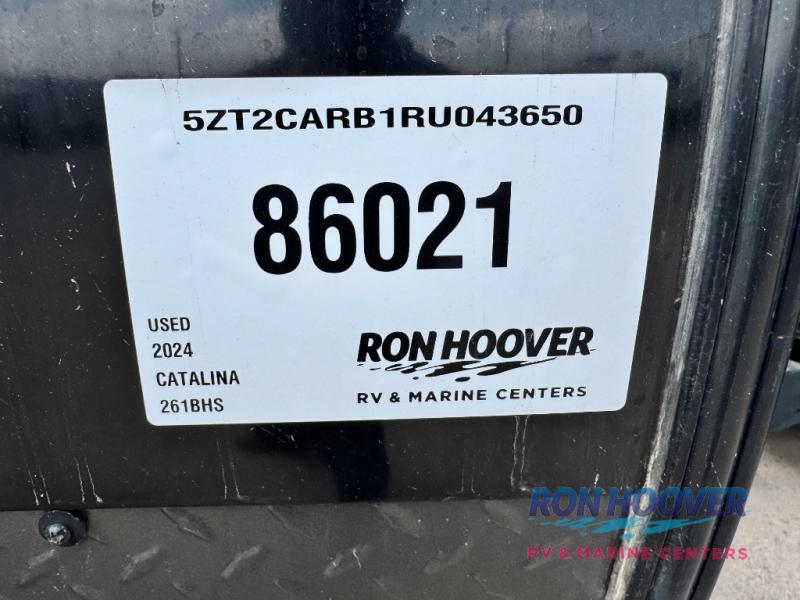 5ZT2CARB1RU043650
86021
USED
2024
CATALINA
261BHS
RON HOOVER
RV & MARINE CENTERS
RON HOOVER
RV & MARINE CENTERS